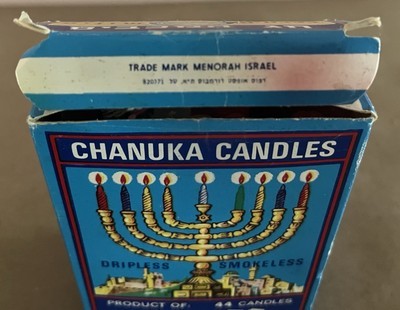 TRADE MARK MENORAH ISRAEL
CHANUKA CANDLES
DRIPLESS SMOKELESS
PRODUCT OF: 44 CANDLES